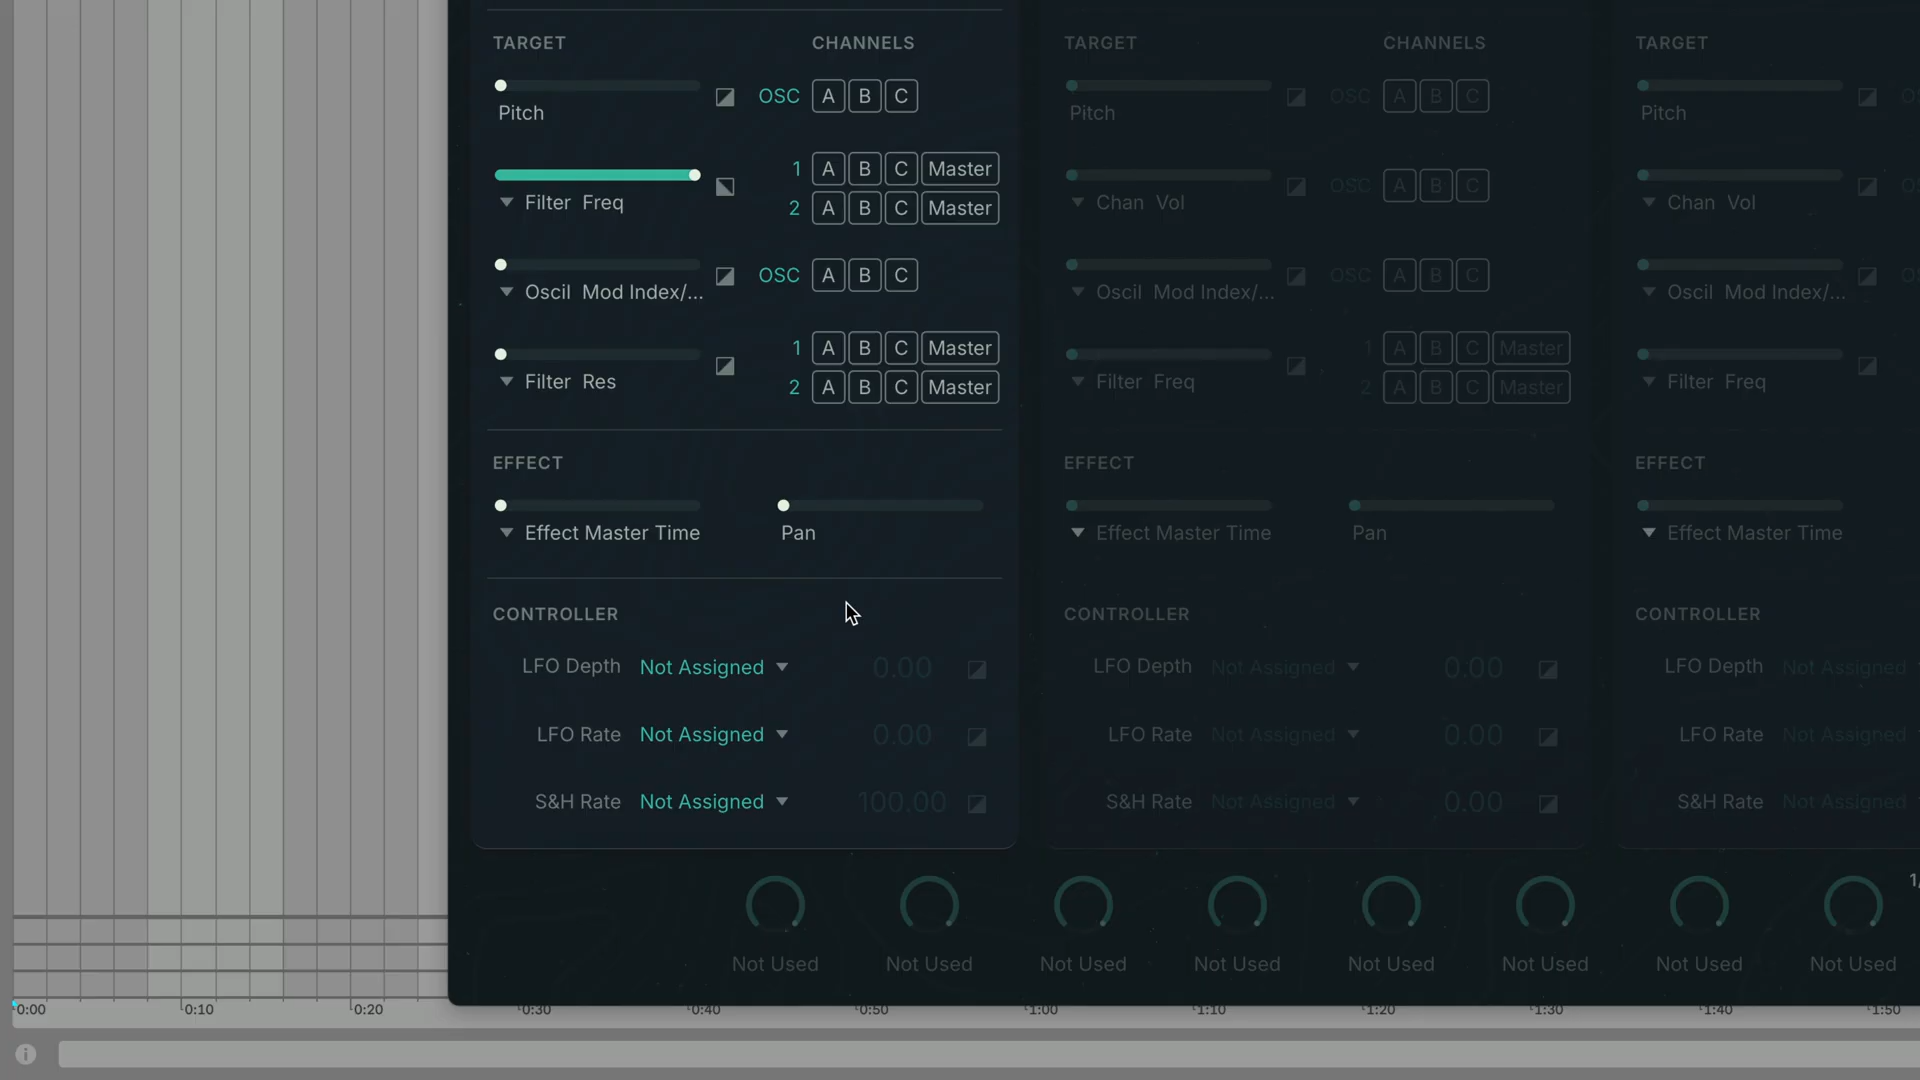 TARGET CHANNELS TARGET CHANNELS TARGET
OSC A B C OSC A B C
Pitch Pitch Pitch
1 A B C Master
Filter Freq OSC A B C Chan Vol Chan Vol
2 A B C Master
OSC A B C OSC A B C
Oscil Mod Index/... Oscil Mod Index/... Oscil Mod Index/...
1 A B C Master 1 A B C Master
Filter Res Filter Freq Filter Freq
2 A B C Master 2 A B C Master
EFFECT EFFECT EFFECT
Effect Master Time Pan Effect Master Time Pan Effect Master Time
CONTROLLER CONTROLLER CONTROLLER
LFO Depth Not Assigned 0.00 LFO Depth Not Assigned 0.00 LFO Depth Not Assigned
LFO Rate Not Assigned 0.00 LFO Rate Not Assigned 0.00 LFO Rate Not Assigned
S&H Rate Not Assigned 100.00 S&H Rate Not Assigned 0.00 S&H Rate Not Assigned
Not Used Not Used Not Used Not Used Not Used Not Used Not Used Not Used
0:00 0:10 0:20 0:30 0:40 0:50 1:00 1:10 1:20 1:30 1:40 1:50